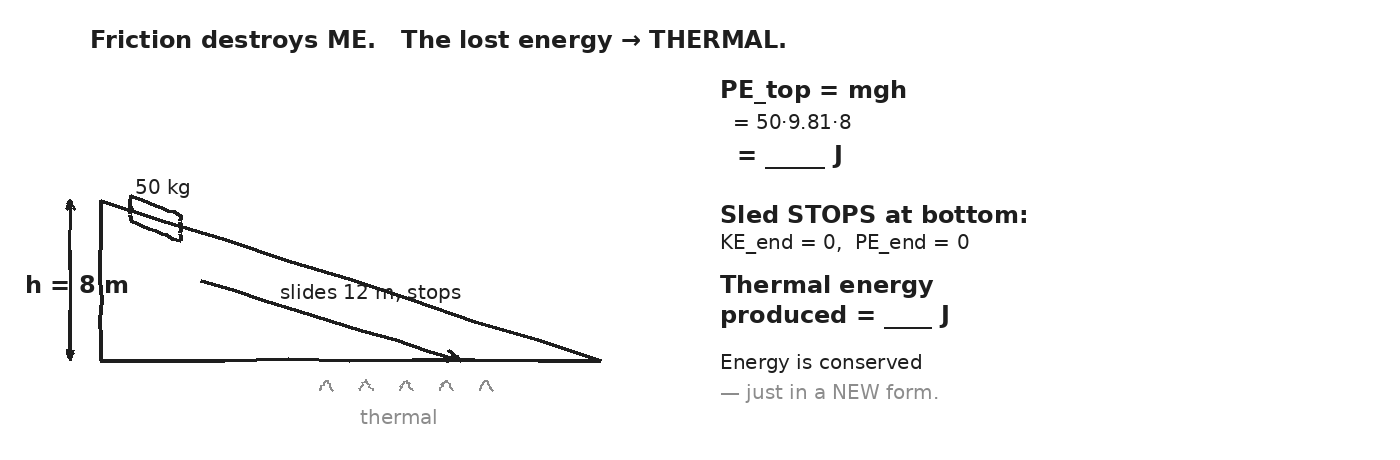 Friction destroys ME.   The lost energy → THERMAL.
PE_top = mgh
= 50·9.81·8
= _____ J
50 kg
Sled STOPS at bottom:
KE_end = 0,  PE_end = 0
h = 8 m
slides 12 m, stops
Thermal energy
produced = ____ J
Energy is conserved
— just in a NEW form.
thermal